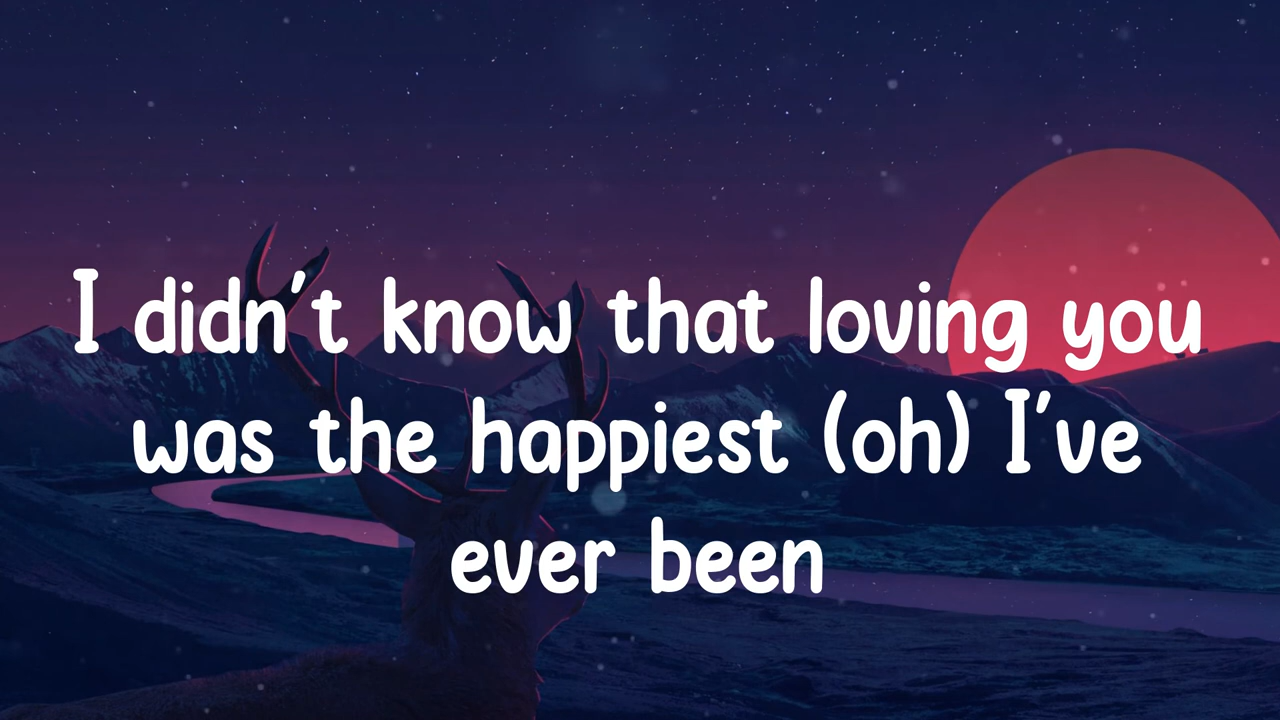 I didn't know that loving you
was the happiest (oh) I've
ever been